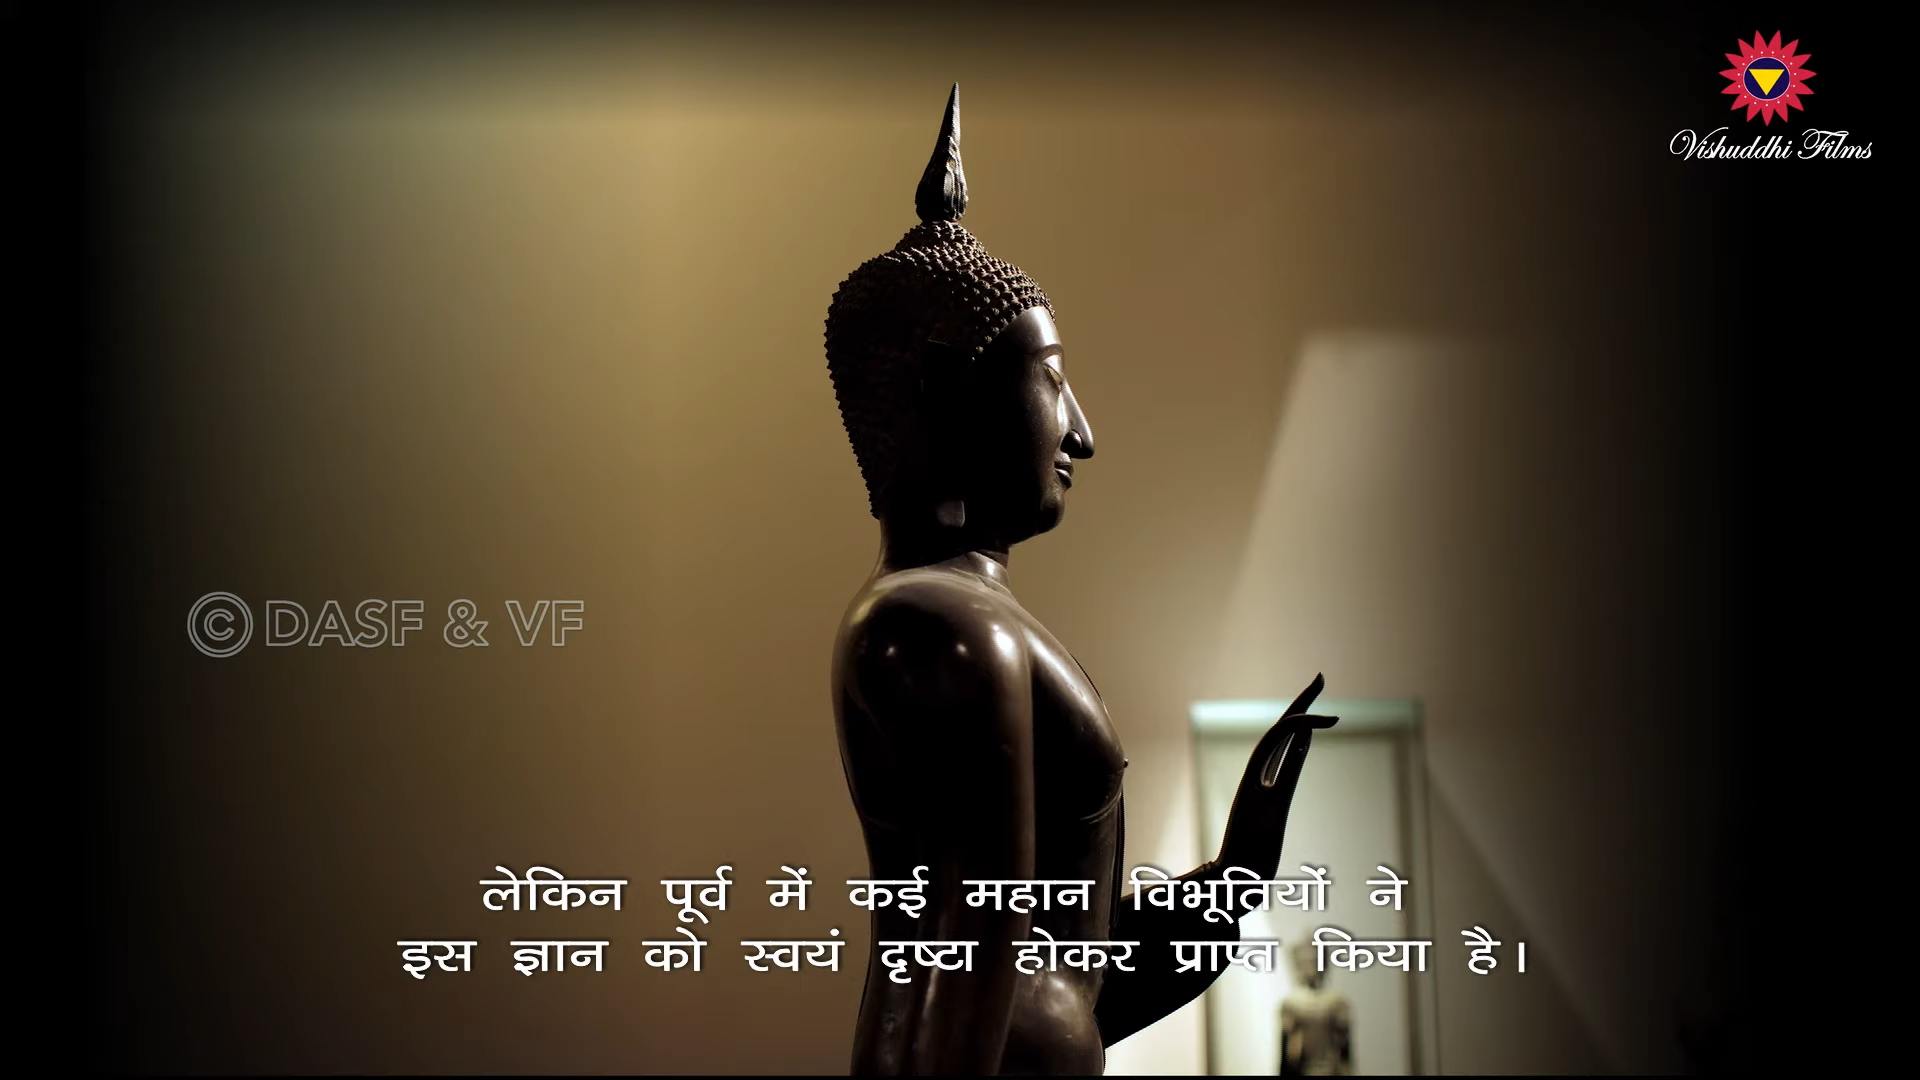 Vishuddhi Films
©DASF & VF
लेकिन पूर्व में कई महान विभूतियों ने
इस ज्ञान को स्वयं दृष्टा होकर प्राप्त किया है।